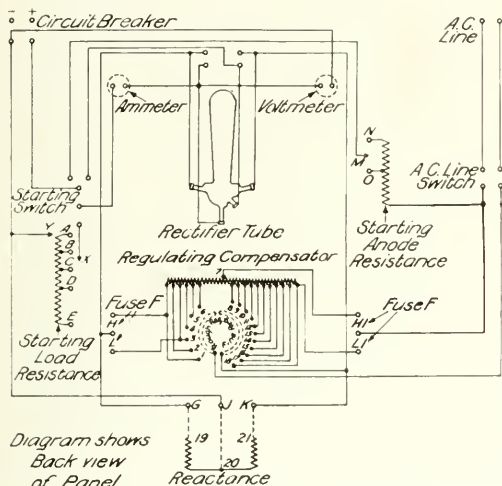 - +
Circuit Breaker
A.C.
Line
Ammeter
Voltmeter
N
M
O
A.C. Line
Switch
Starting
Switch
Y
A
B
X
C
D
E
Rectifier Tube
Starting
Anode
Resistance
Regulating Compensator
7
Fuse F
H
H
L
H1
Fuse F
L1
Starting
Load
Resistance
G J K
19 21
20
Diagram shows
Back view
of Panel
Reactance